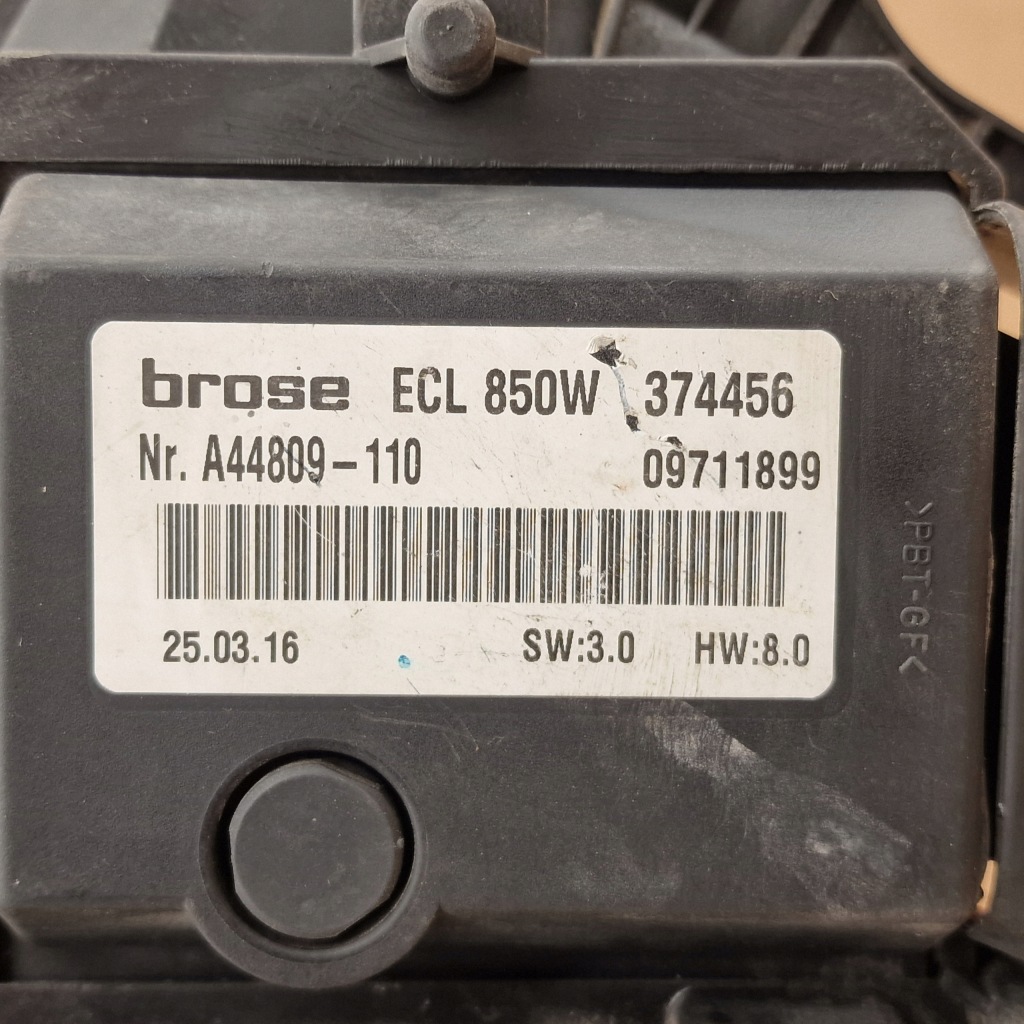 brose ECL 850W 374456
Nr. A44809-110 09711899
25.03.16 SW:3.0 HW:8.0
>PBT-GF<